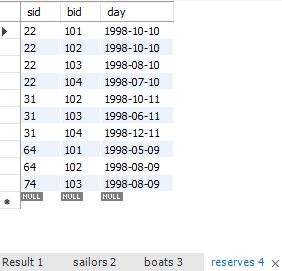 sid bid day
22 101 1998-10-10
22 102 1998-10-10
22 103 1998-08-10
22 104 1998-07-10
31 102 1998-10-11
31 103 1998-06-11
31 104 1998-12-11
64 101 1998-05-09
64 102 1998-08-09
74 103 1998-08-09
NULL NULL NULL
Result 1 sailors 2 boats 3 reserves 4